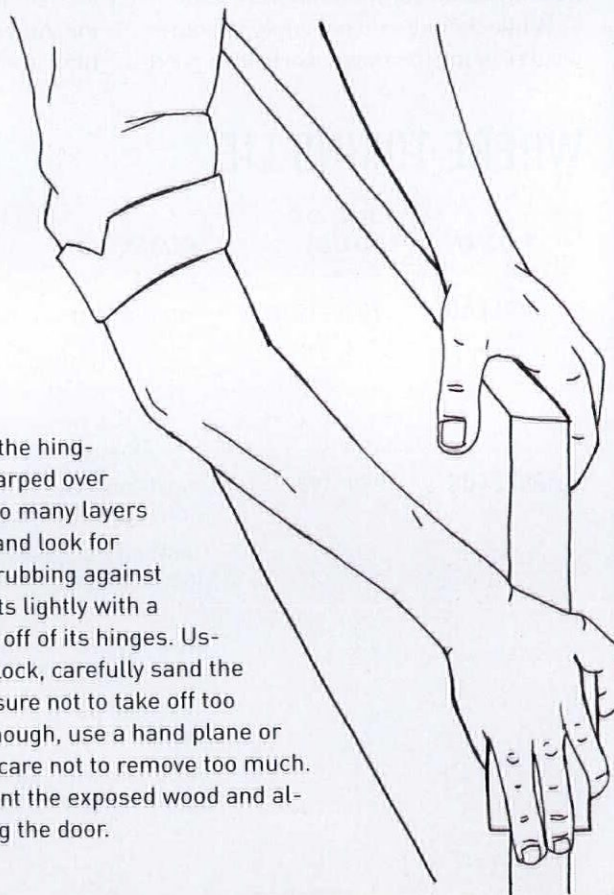 the hing-
arped over
o many layers
and look for
rubbing against
ts lightly with a
off of its hinges. Us-
lock, carefully sand the
sure not to take off too
nough, use a hand plane or
care not to remove too much.
nt the exposed wood and al-
g the door.